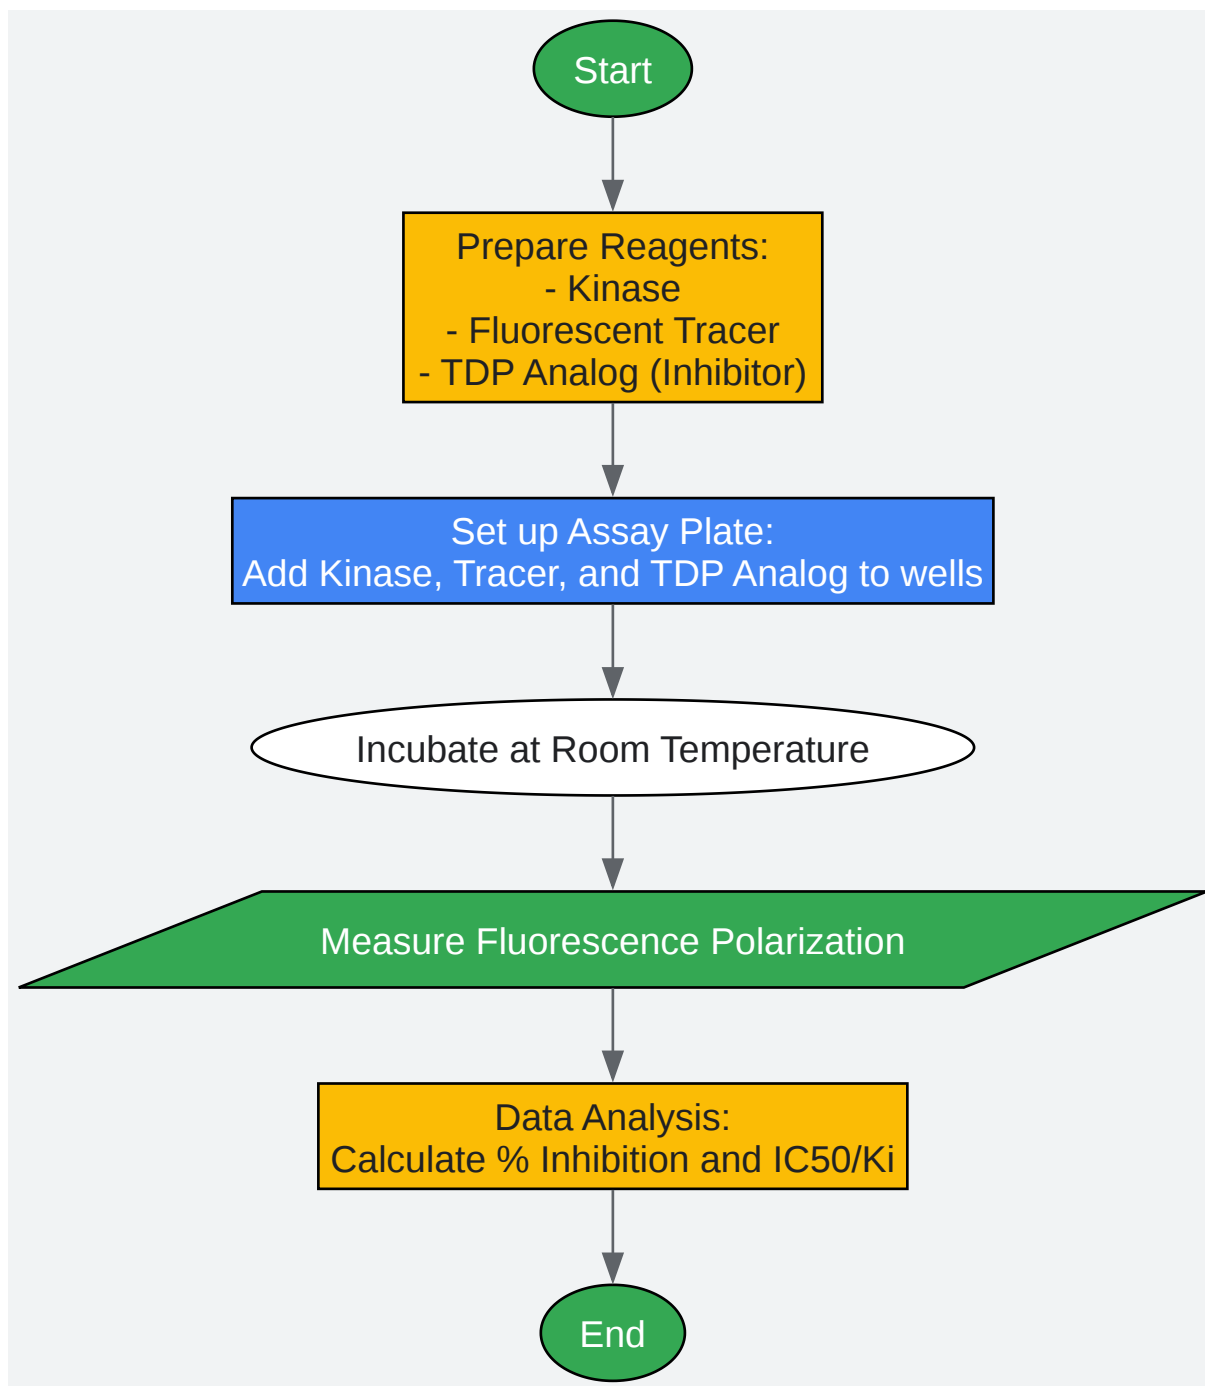 Start
Prepare Reagents:
- Kinase
- Fluorescent Tracer
- TDP Analog (Inhibitor)
Set up Assay Plate:
Add Kinase, Tracer, and TDP Analog to wells
Incubate at Room Temperature
Measure Fluorescence Polarization
Data Analysis:
Calculate % Inhibition and IC50/Ki
End